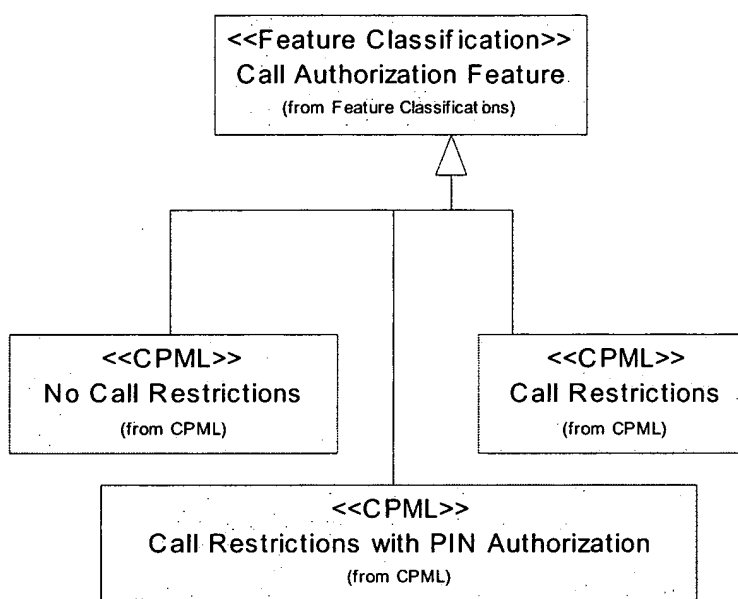 <<Feature Classification>>
Call Authorization Feature
(from Feature Classifications)
<<CPML>>
No Call Restrictions
(from CPML)
<<CPML>>
Call Restrictions
(from CPML)
<<CPML>>
Call Restrictions with PIN Authorization
(from CPML)